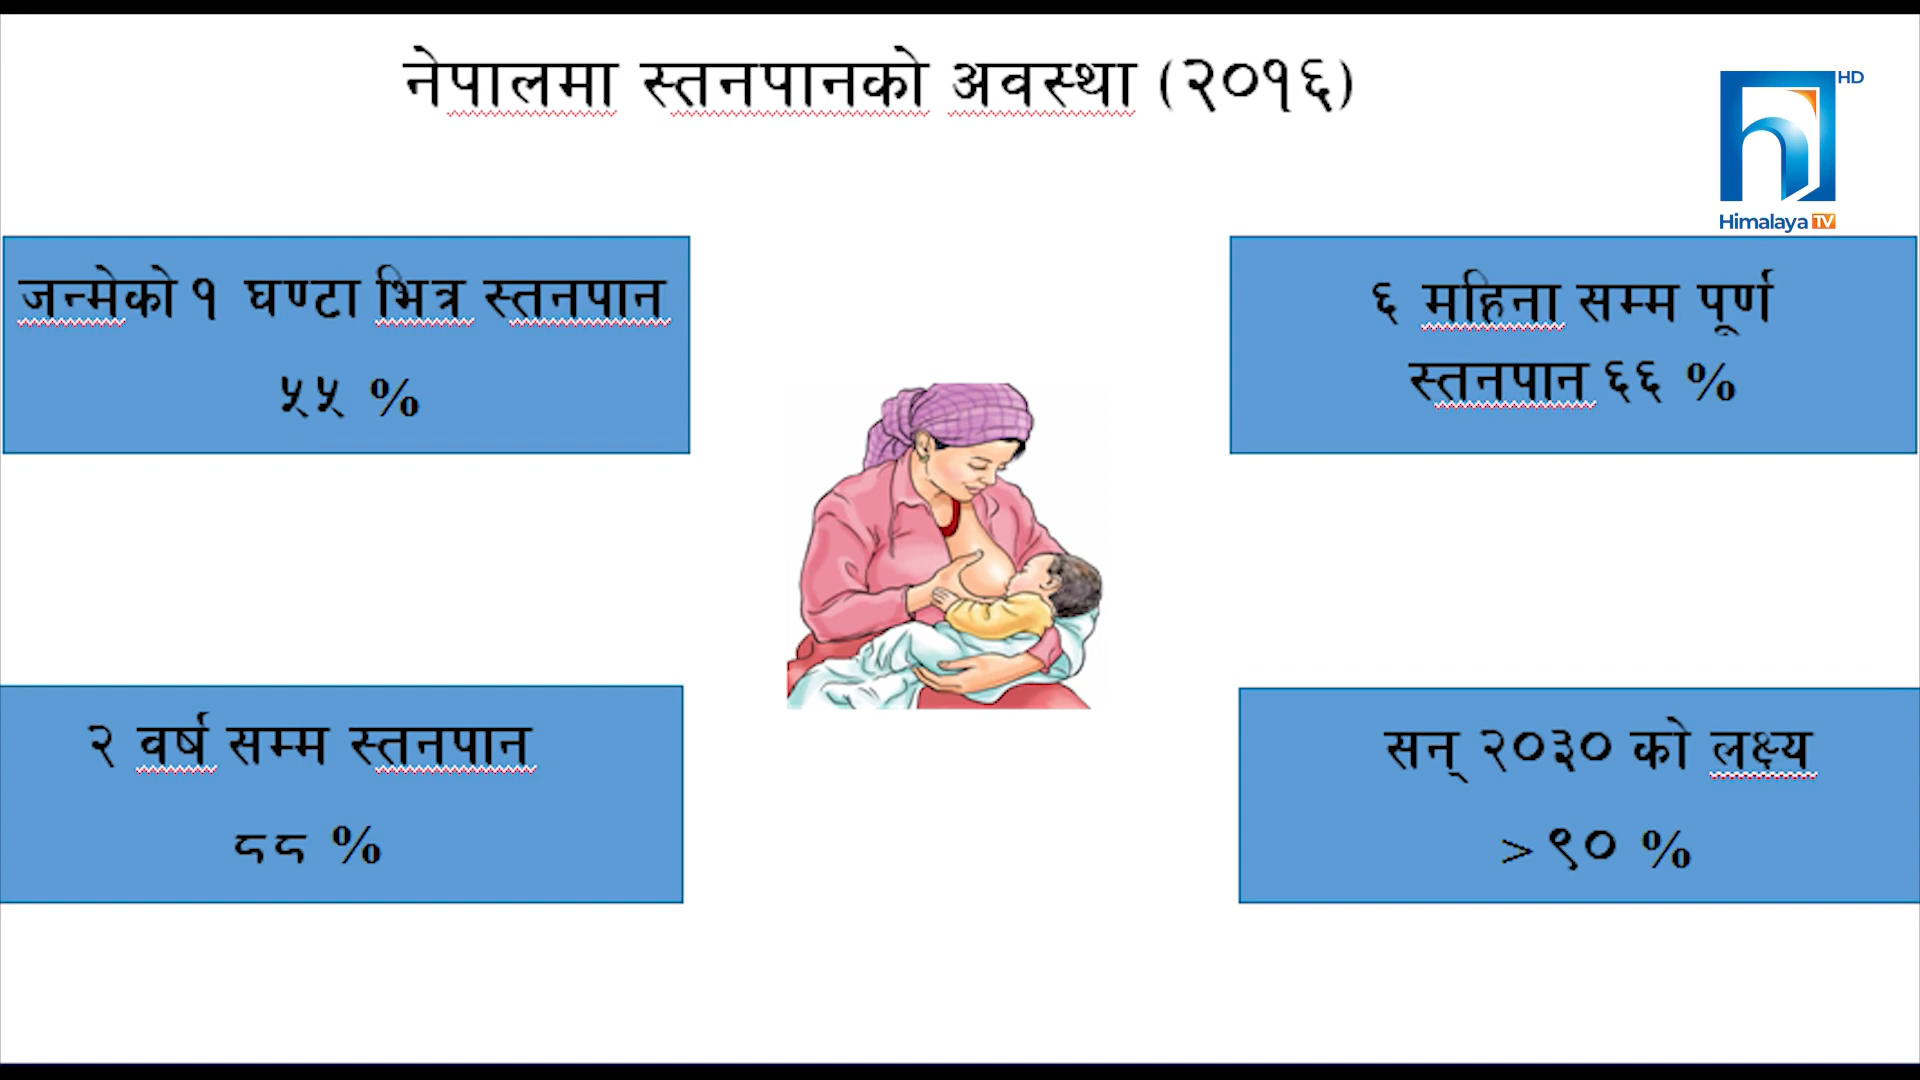 नेपालमा स्तनपानको अवस्था (२०१६)
HD
Himalaya TV
जन्मेको १ घण्टा भित्र स्तनपान
५५ %
६ महिना सम्म पूर्ण
स्तनपान ६६ %
२ वर्ष सम्म स्तनपान
८८ %
सन् २०३० को लक्ष्य
>९० %